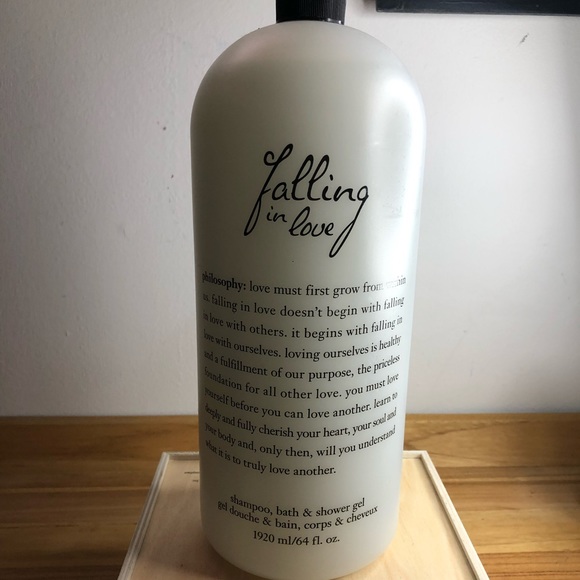 falling
in love
philosophy: love must first grow from within
us. falling in love doesn't begin with falling
in love with others. it begins with falling in
love with ourselves. loving ourselves is healthy
and a fulfillment of our purpose, the priceless
foundation for all other love. you must love
yourself before you can love another. learn to
deeply and fully cherish your heart, your soul and
your body and, only then, will you understand
what it is to truly love another.
shampoo, bath & shower gel
gel douche & bain, corps & cheveux
1920 ml/64 fl. oz.